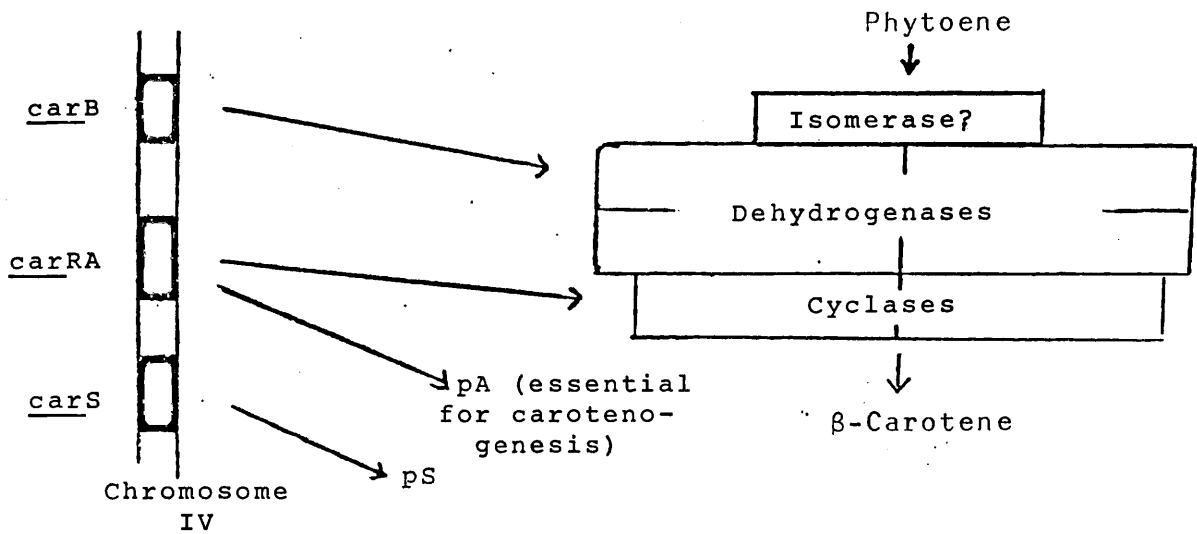 Phytoene
carB
Isomerase?
Dehydrogenases
carRA
Cyclases
pA (essential
for caroteno-
genesis)
carS
β-Carotene
pS
Chromosome
IV